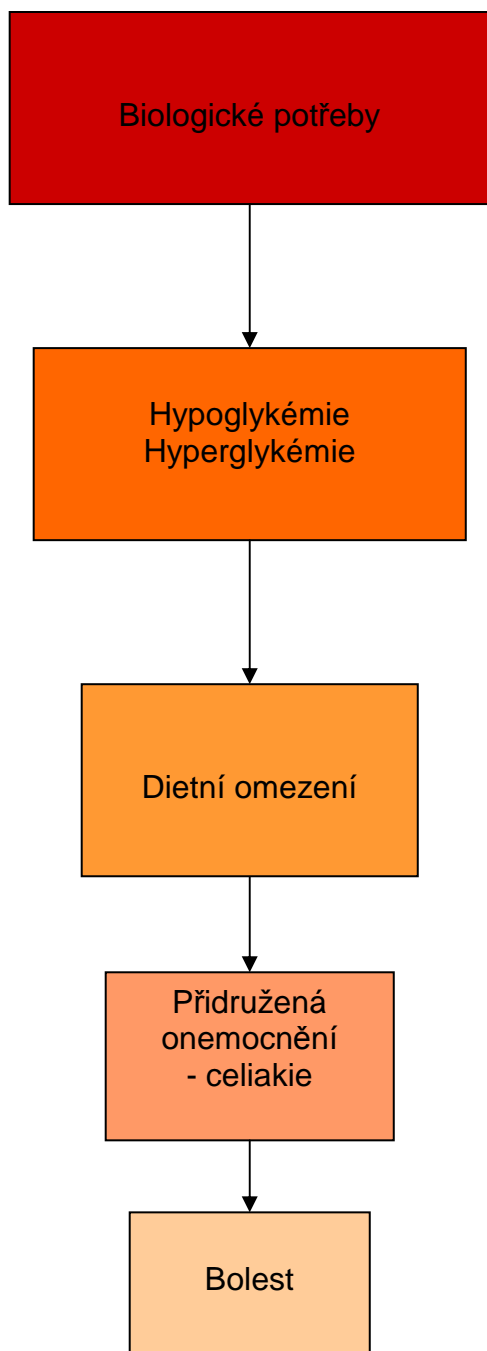 Biologické potřeby
Hypoglykémie
Hyperglykémie
Dietní omezení
Přidružená
onemocnění
- celiakie
Bolest